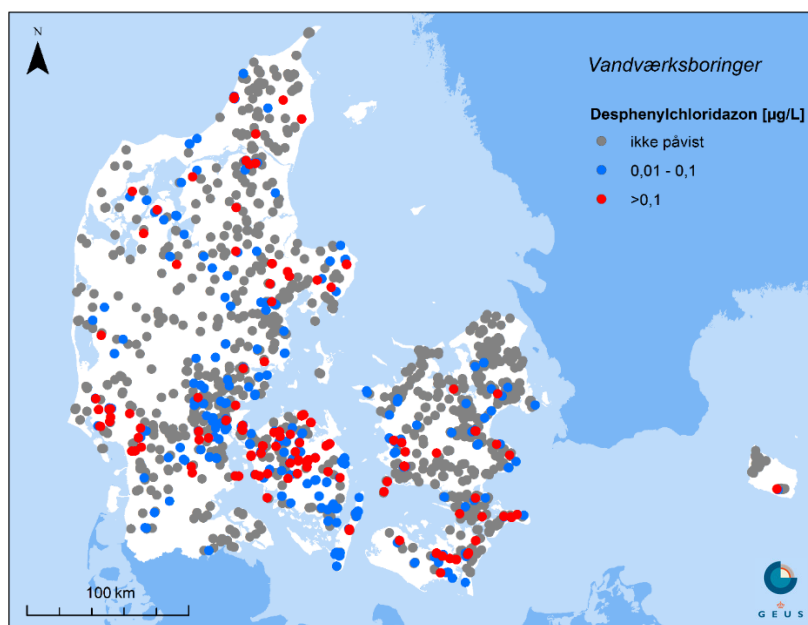 N
Vandværksboringer
Desphenylchloridazon [µg/L]
ikke påvist
0,01 - 0,1
>0,1
100 km
GEUS